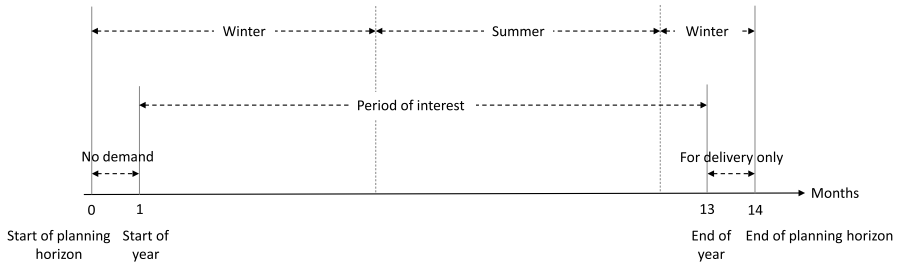 Winter Summer Winter
Period of interest
No demand For delivery only
Months
0 1 13 14
Start of planning Start of End of End of planning horizon
horizon year year